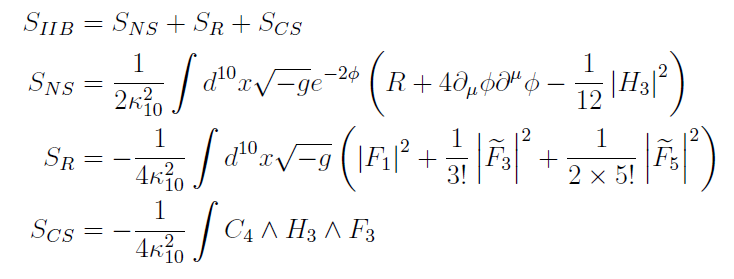 S_{IIB} = S_{NS} + S_R + S_{CS}
S_{NS} = \frac{1}{2\kappa_{10}^2} \int d^{10}x \sqrt{-g} e^{-2\phi} \left( R + 4\partial_\mu \phi \partial^\mu \phi - \frac{1}{12} |H_3|^2 \right)
S_R = -\frac{1}{4\kappa_{10}^2} \int d^{10}x \sqrt{-g} \left( |F_1|^2 + \frac{1}{3!} \left| \widetilde{F}_3 \right|^2 + \frac{1}{2 \times 5!} \left| \widetilde{F}_5 \right|^2 \right)
S_{CS} = -\frac{1}{4\kappa_{10}^2} \int C_4 \wedge H_3 \wedge F_3